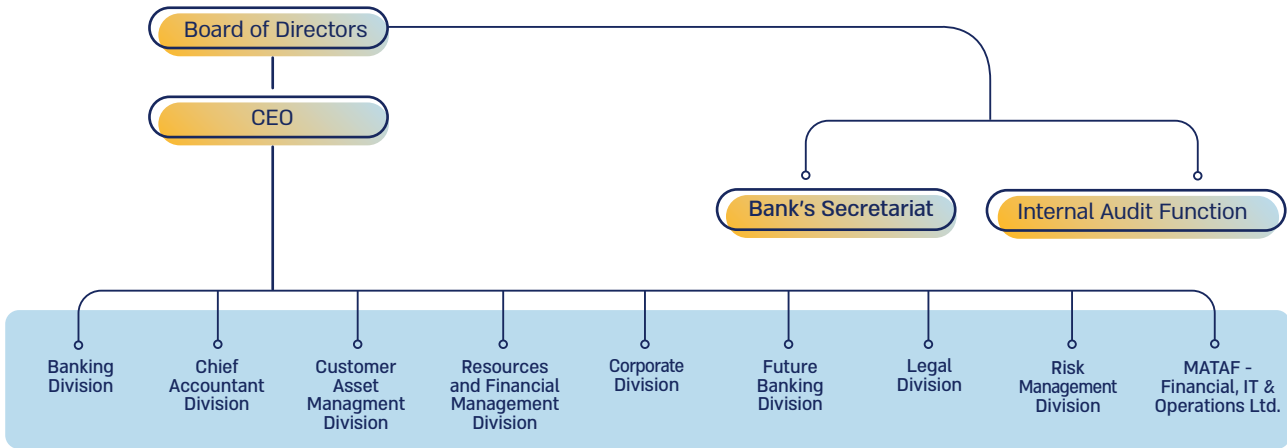 Board of Directors
CEO
Bank's Secretariat
Internal Audit Function
Banking
Division
Chief
Accountant
Division
Customer
Asset
Managment
Division
Resources
and Financial
Management
Division
Corporate
Division
Future
Banking
Division
Legal
Division
Risk
Management
Division
MATAF -
Financial, IT &
Operations Ltd.